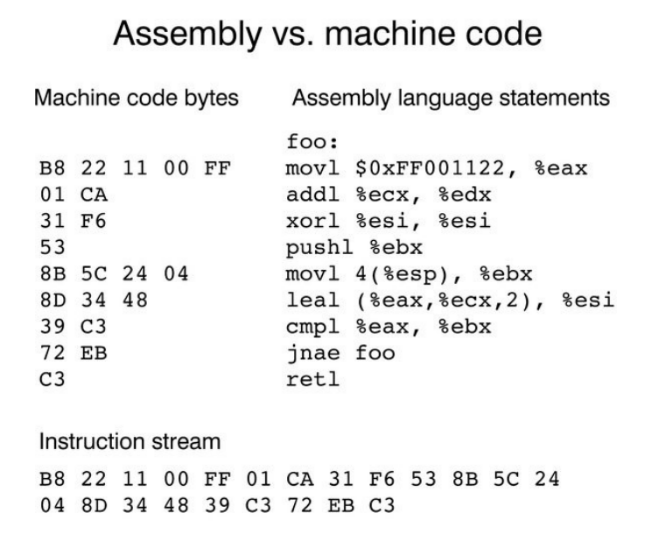 Assembly vs. machine code
Machine code bytes    Assembly language statements
foo:
B8 22 11 00 FF    movl $0xFF001122, %eax
01 CA    addl %ecx, %edx
31 F6    xorl %esi, %esi
53    pushl %ebx
8B 5C 24 04    movl 4(%esp), %ebx
8D 34 48    leal (%eax,%ecx,2), %esi
39 C3    cmpl %eax, %ebx
72 EB    jnae foo
C3    retl
Instruction stream
B8 22 11 00 FF 01 CA 31 F6 53 8B 5C 24
04 8D 34 48 39 C3 72 EB C3